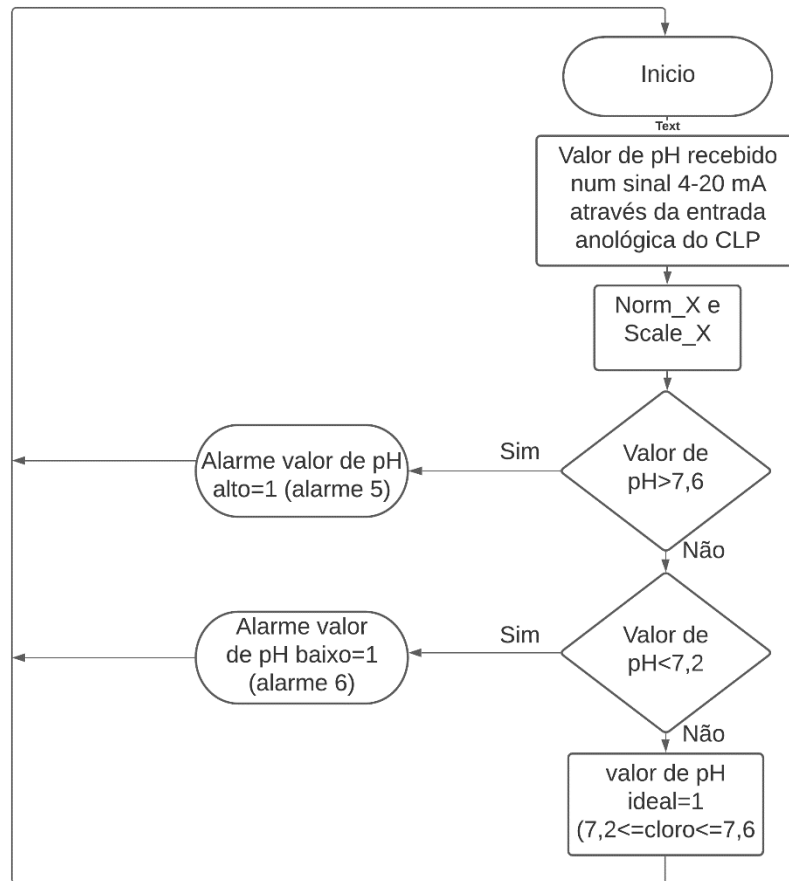 Inicio
Text
Valor de pH recebido
num sinal 4-20 mA
através da entrada
anológica do CLP
Norm_X e
Scale_X
Valor de
pH>7,6
Sim
Alarme valor de pH
alto=1 (alarme 5)
Não
Valor de
pH<7,2
Sim
Alarme valor
de pH baixo=1
(alarme 6)
Não
valor de pH
ideal=1
(7,2<=cloro<=7,6